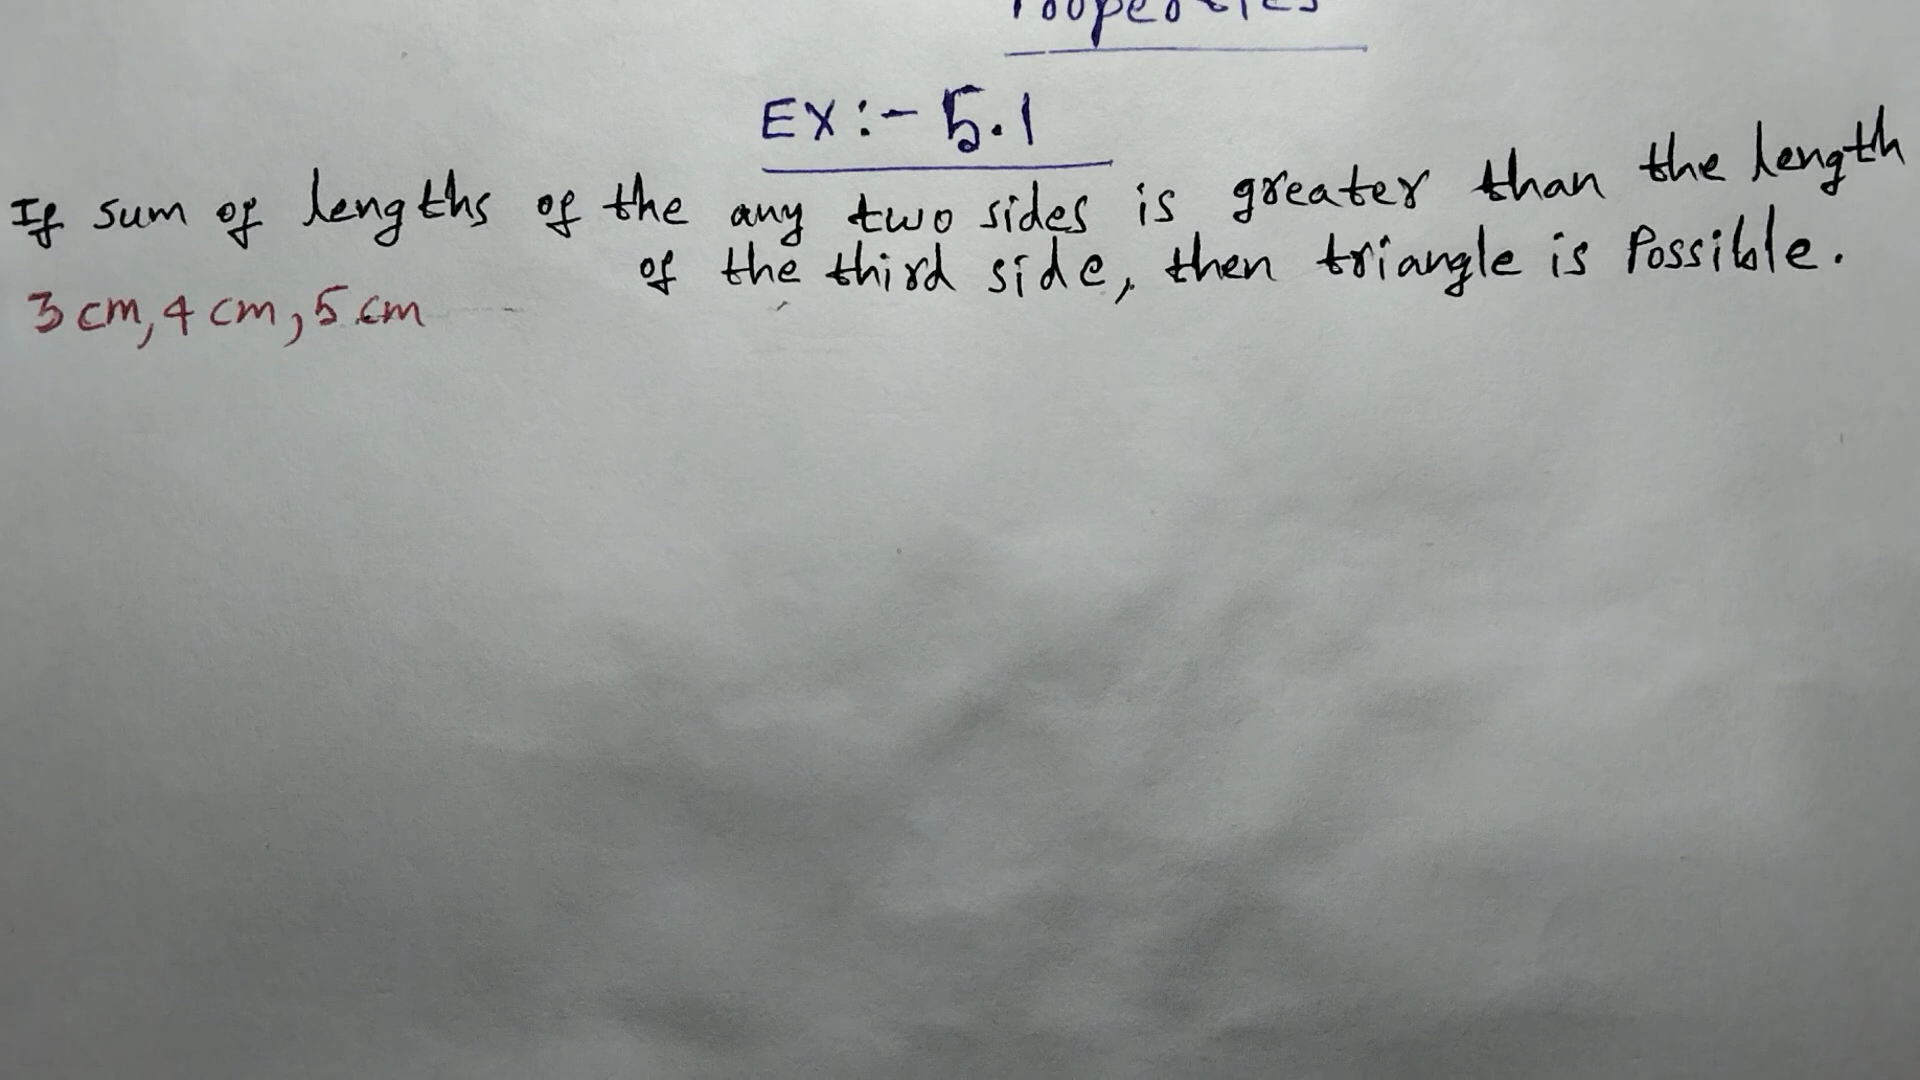 EX:- 5.1
If sum of lengths of the any two sides is greater than the length
of the third side, then triangle is Possible.
3 cm, 4 cm, 5 cm